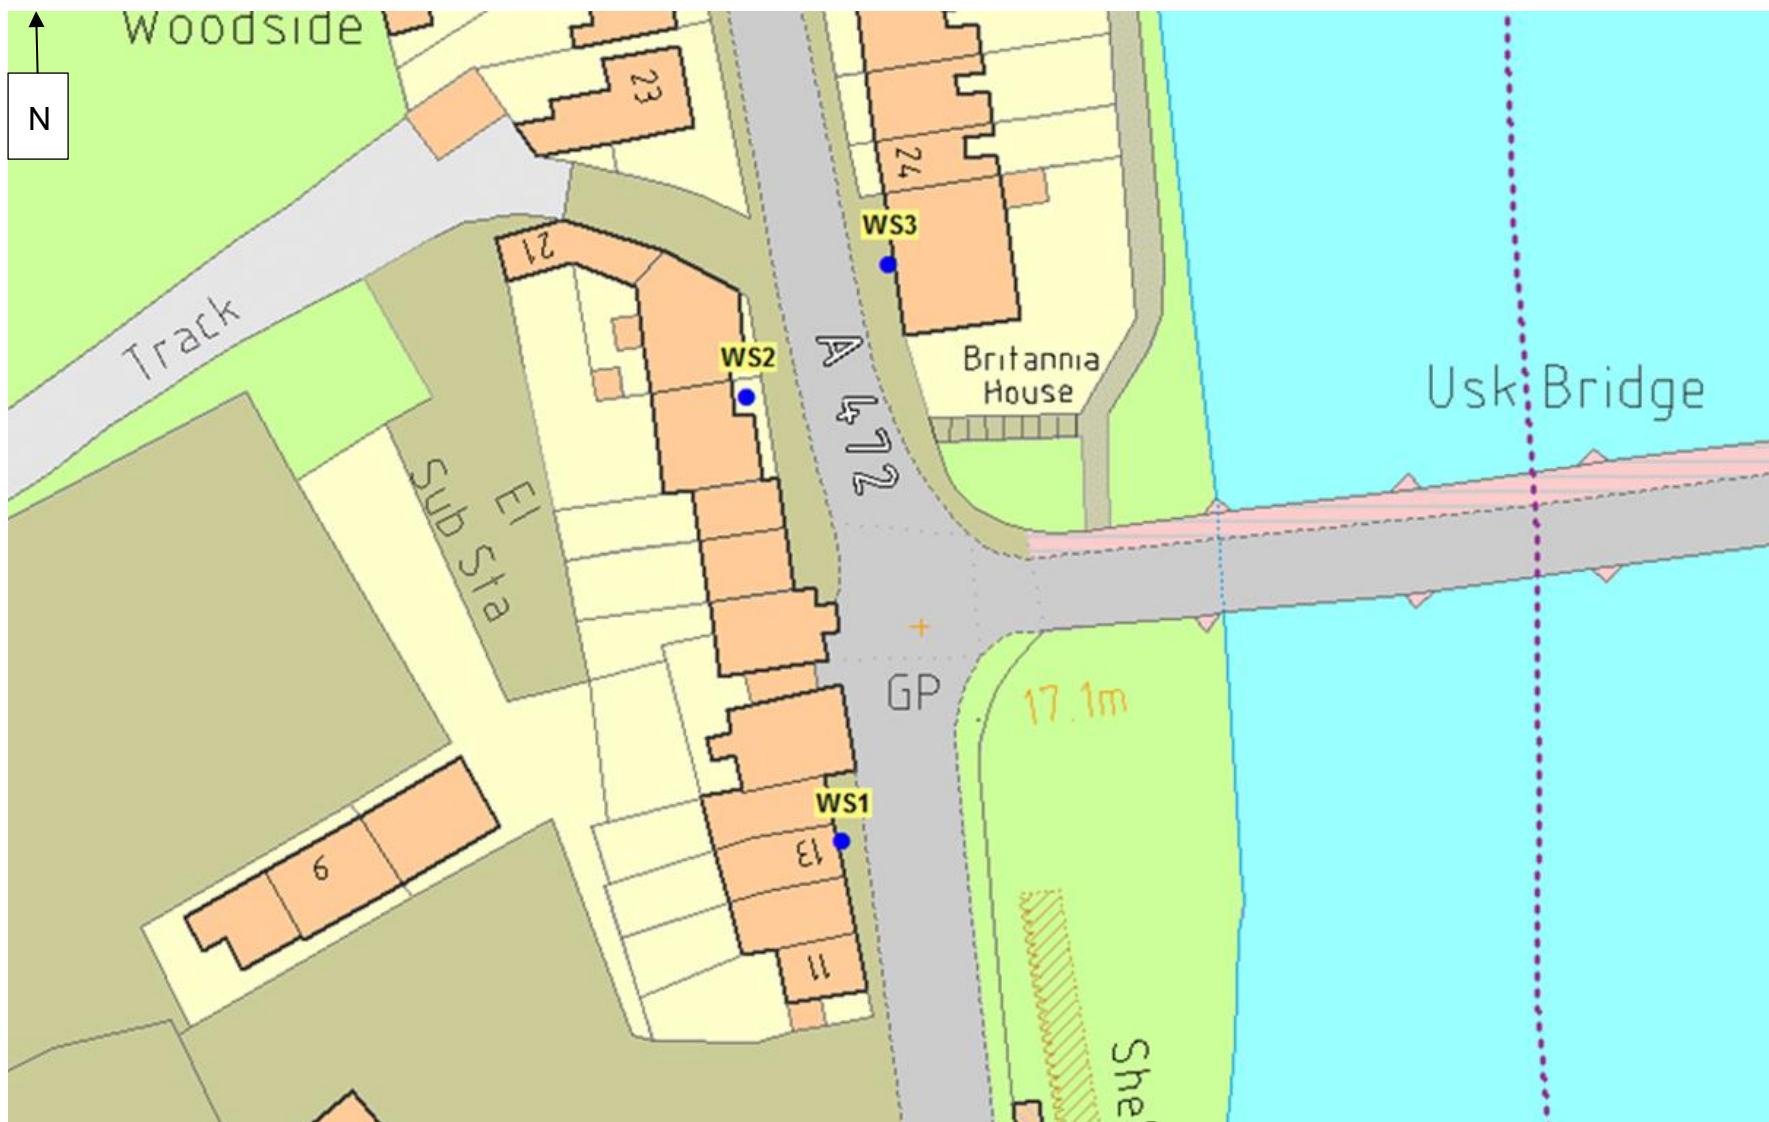 Woodside
N
23
24
WS3
21
Track
A 472
WS2
Britannia
House
Usk Bridge
El
Sub Sta
GP
17.1m
WS1
13
9
11
She